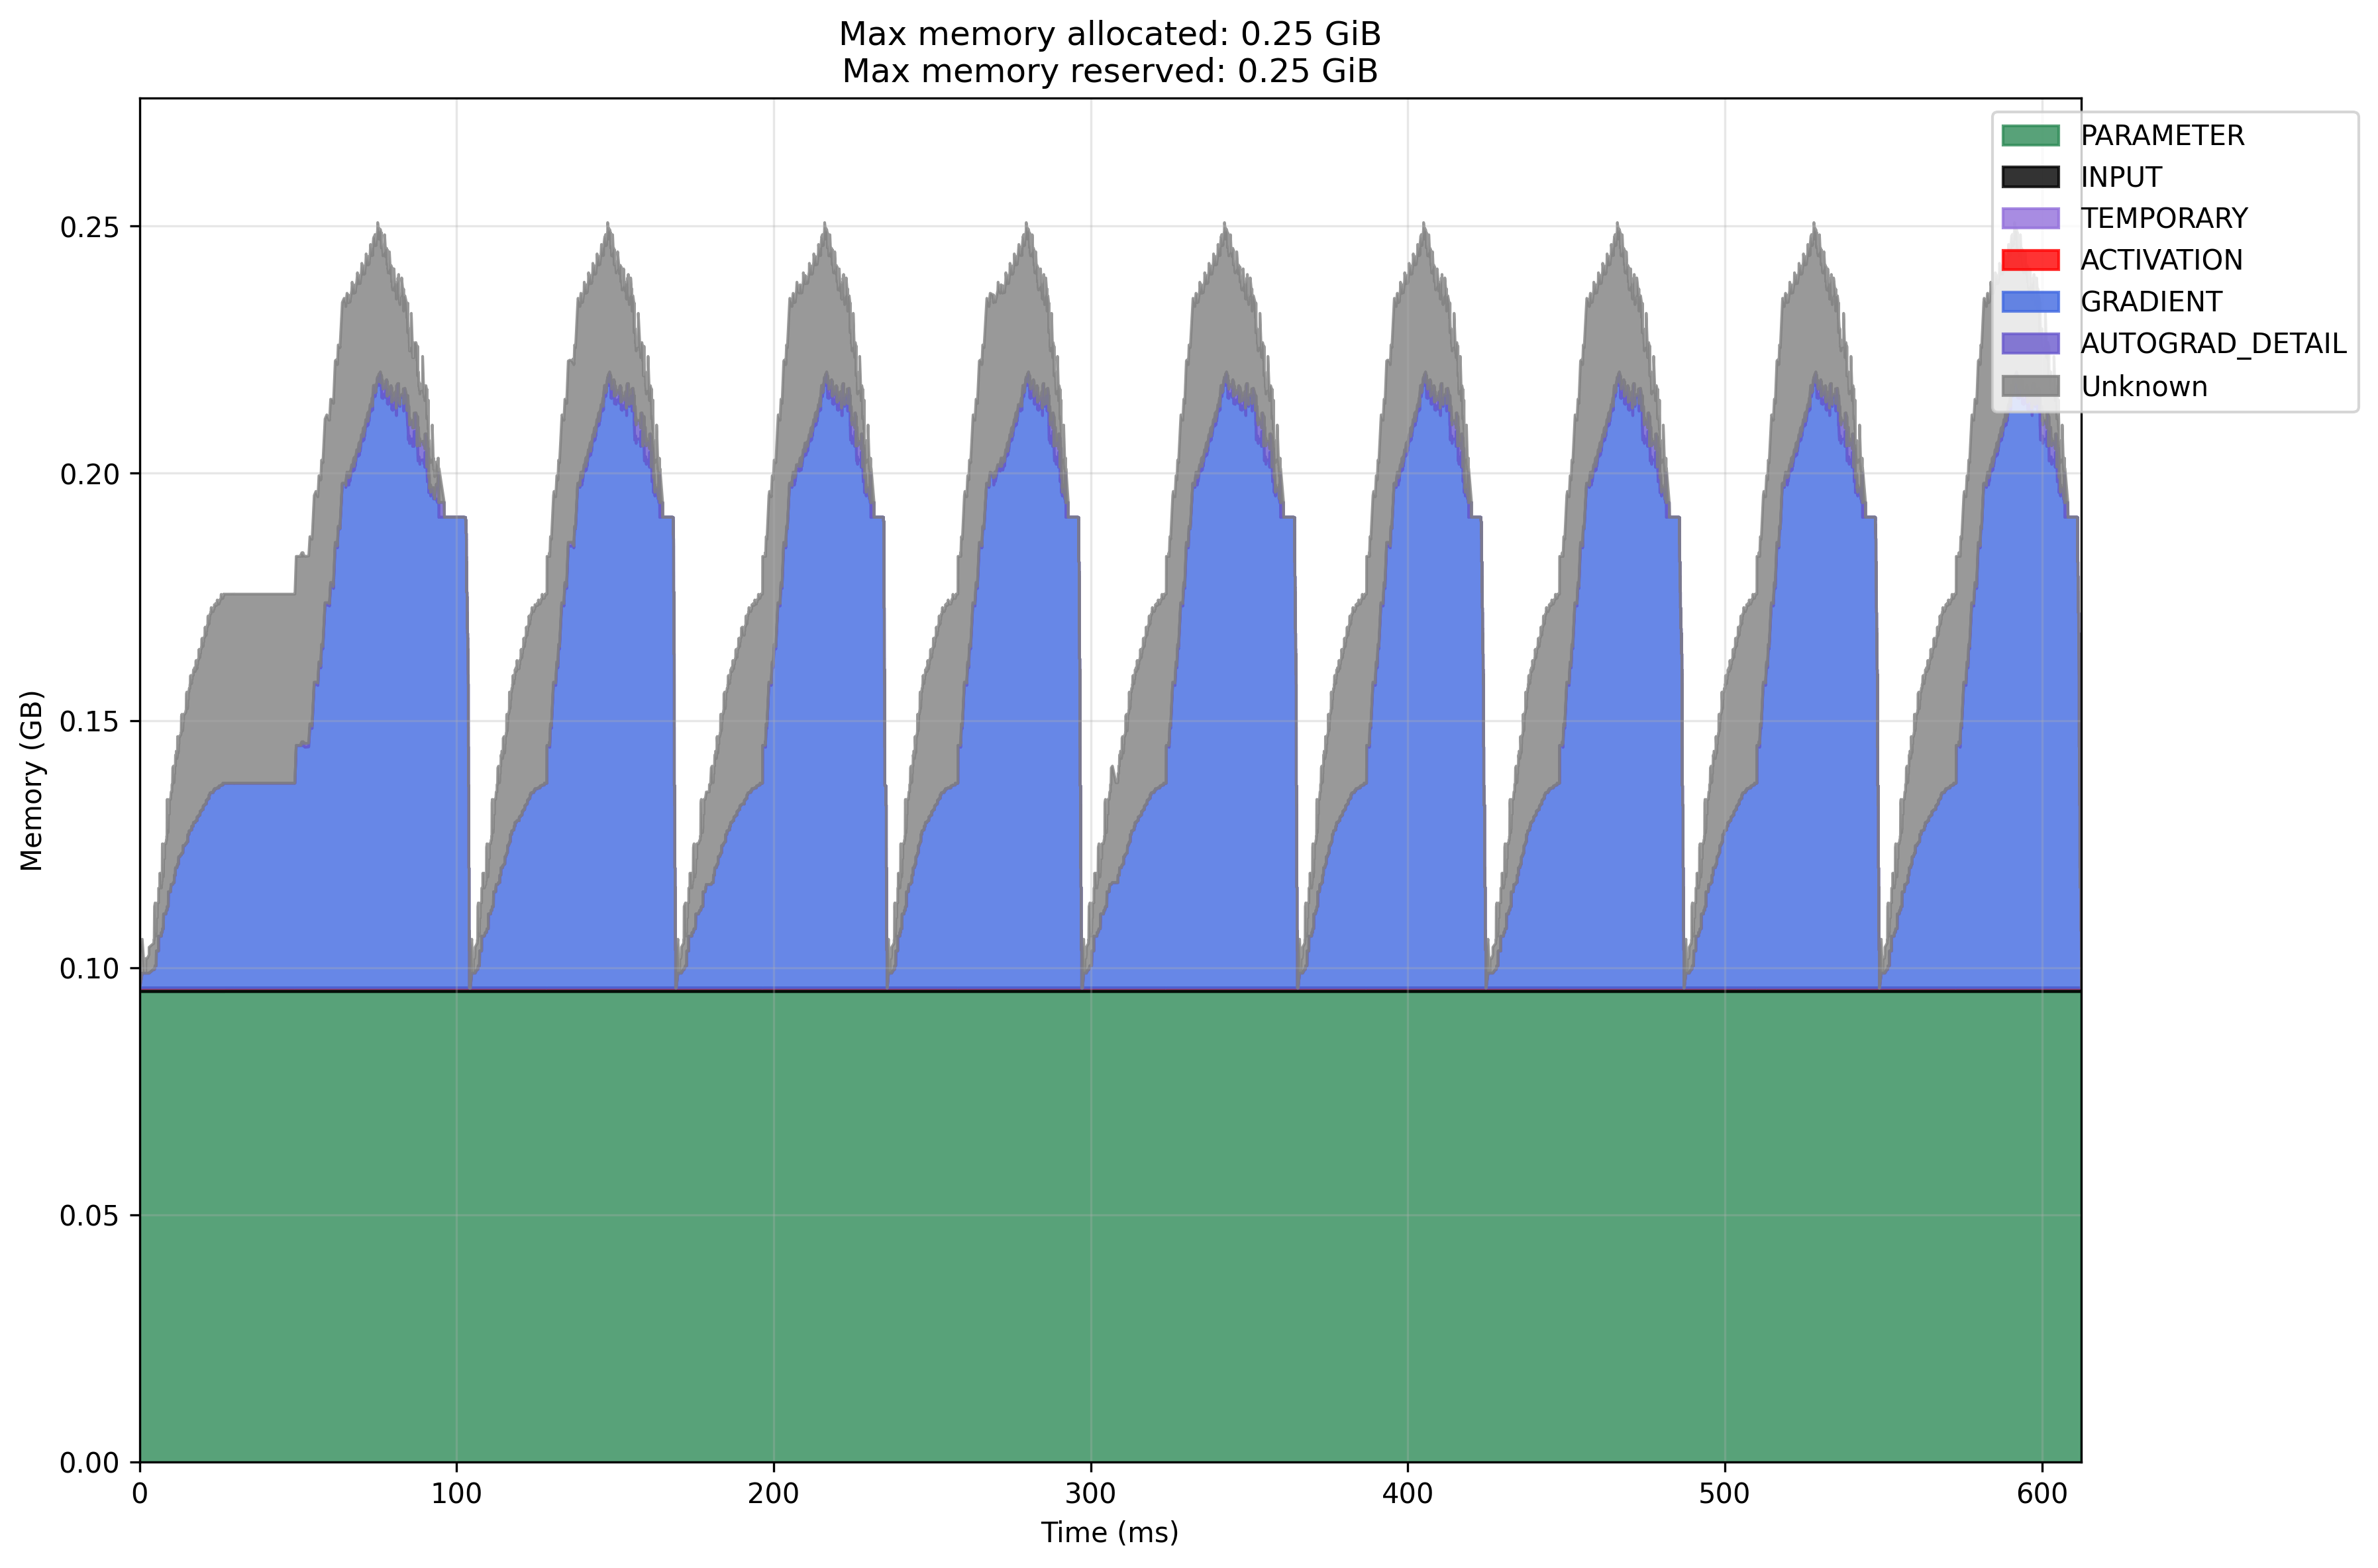 Max memory allocated: 0.25 GiB
Max memory reserved: 0.25 GiB
PARAMETER
INPUT
TEMPORARY
ACTIVATION
GRADIENT
AUTOGRAD_DETAIL
Unknown
Memory (GB)
0.25
0.20
0.15
0.10
0.05
0.00
0 100 200 300 400 500 600
Time (ms)